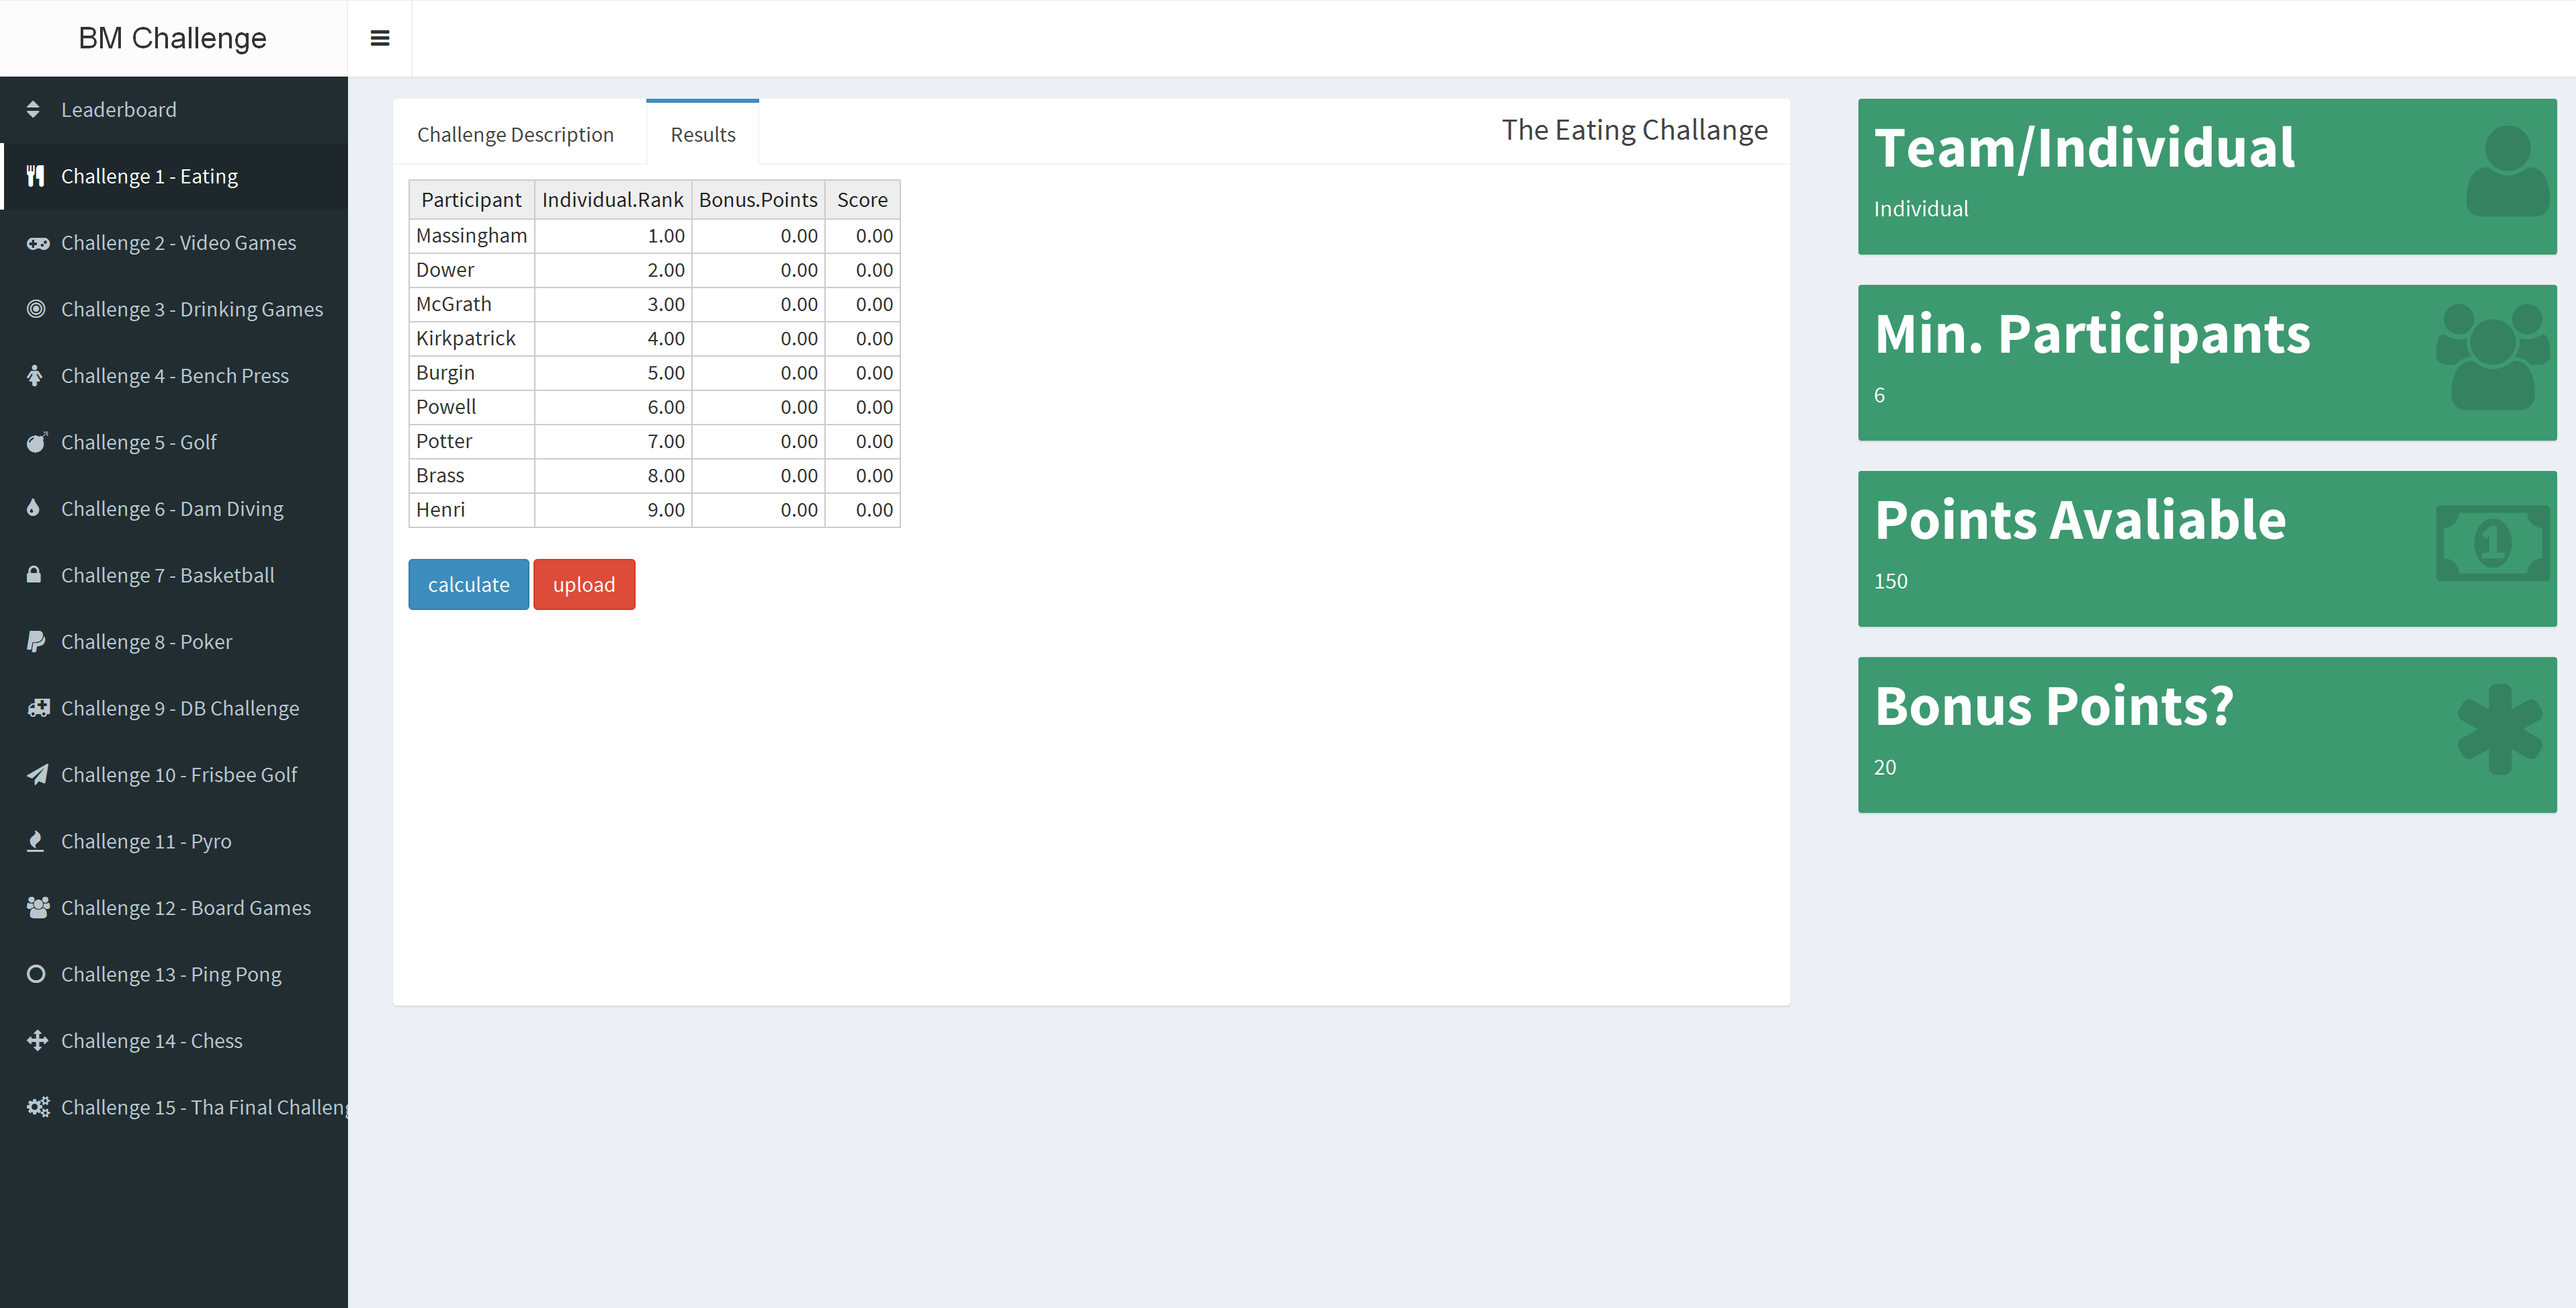 BM Challenge
Leaderboard
Challenge 1 - Eating
Challenge 2 - Video Games
Challenge 3 - Drinking Games
Challenge 4 - Bench Press
Challenge 5 - Golf
Challenge 6 - Dam Diving
Challenge 7 - Basketball
Challenge 8 - Poker
Challenge 9 - DB Challenge
Challenge 10 - Frisbee Golf
Challenge 11 - Pyro
Challenge 12 - Board Games
Challenge 13 - Ping Pong
Challenge 14 - Chess
Challenge 15 - Tha Final Challeng
Challenge Description Results The Eating Challange
Participant Individual.Rank Bonus.Points Score
Massingham 1.00 0.00 0.00
Dower 2.00 0.00 0.00
McGrath 3.00 0.00 0.00
Kirkpatrick 4.00 0.00 0.00
Burgin 5.00 0.00 0.00
Powell 6.00 0.00 0.00
Potter 7.00 0.00 0.00
Brass 8.00 0.00 0.00
Henri 9.00 0.00 0.00
calculate upload
Team/Individual
Individual
Min. Participants
6
Points Avaliable
150
1
Bonus Points?
20